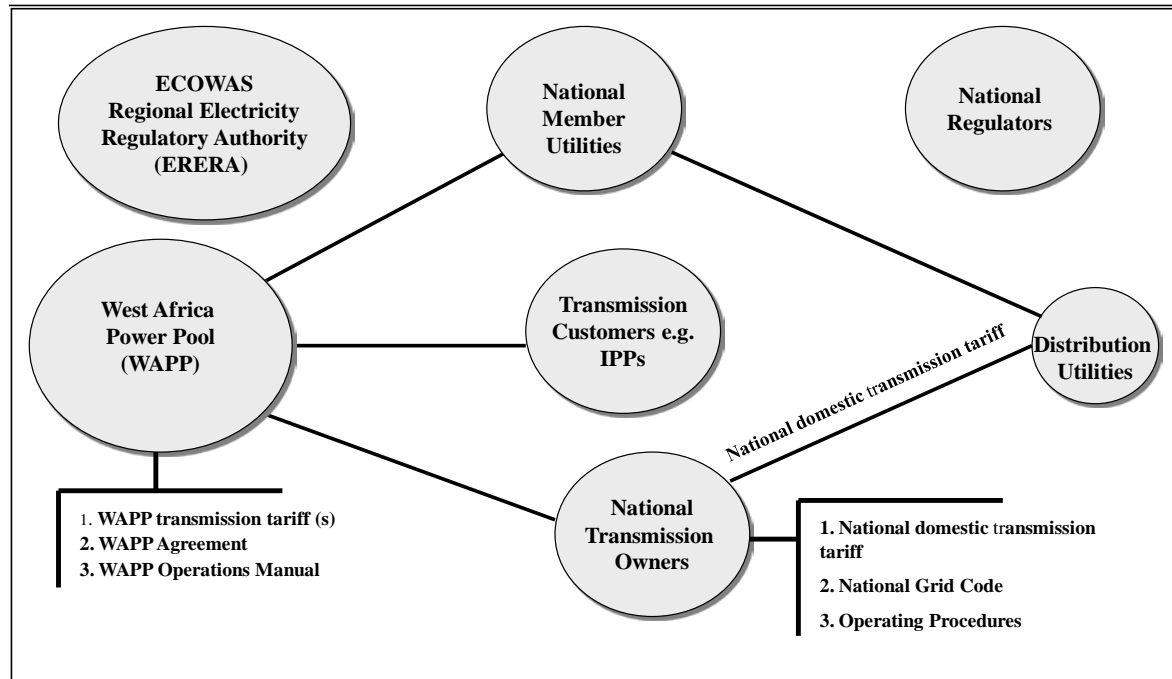 ECOWAS
Regional Electricity
Regulatory Authority
(ERERA)
National
Member
Utilities
National
Regulators
West Africa
Power Pool
(WAPP)
Transmission
Customers e.g.
IPPs
National domestic transmission tariff
Distribution
Utilities
1. WAPP transmission tariff (s)
2. WAPP Agreement
3. WAPP Operations Manual
National
Transmission
Owners
1. National domestic transmission
tariff
2. National Grid Code
3. Operating Procedures